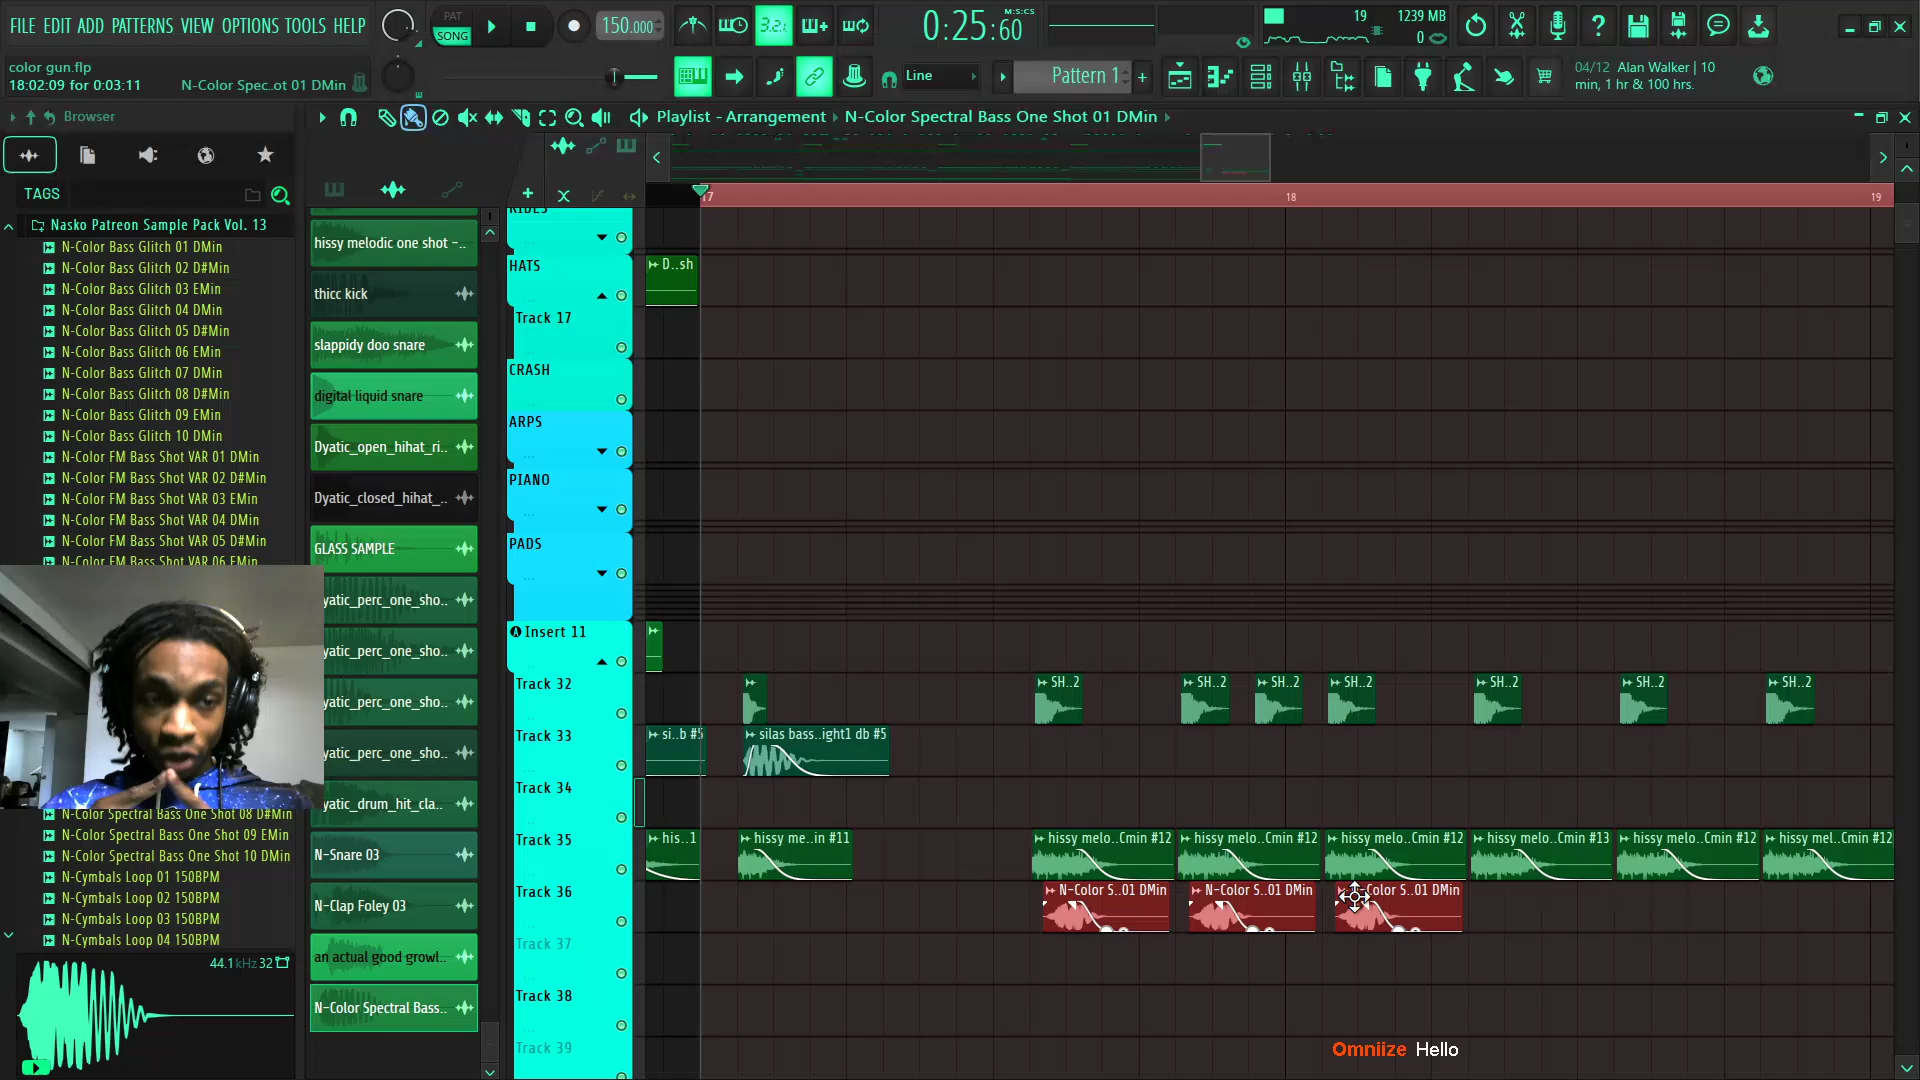 FILE EDIT ADD PATTERNS VIEW OPTIONS TOOLS HELP
PAT
SONG
150.000
3.2.1
0:25:60
M:S:CS
19
1239 MB
0
color gun.flp
18:02:09 for 0:03:11
N-Color Spec..ot 01 DMin
Line
Pattern 1
04/12 Alan Walker | 10
min, 1 hr & 100 hrs.
Browser
Playlist - Arrangement
N-Color Spectral Bass One Shot 01 DMin
TAGS
Nasko Patreon Sample Pack Vol. 13
N-Color Bass Glitch 01 DMin
N-Color Bass Glitch 02 D#Min
N-Color Bass Glitch 03 EMin
N-Color Bass Glitch 04 DMin
N-Color Bass Glitch 05 D#Min
N-Color Bass Glitch 06 EMin
N-Color Bass Glitch 07 DMin
N-Color Bass Glitch 08 D#Min
N-Color Bass Glitch 09 EMin
N-Color Bass Glitch 10 DMin
N-Color FM Bass Shot VAR 01 DMin
N-Color FM Bass Shot VAR 02 D#Min
N-Color FM Bass Shot VAR 03 EMin
N-Color FM Bass Shot VAR 04 DMin
N-Color FM Bass Shot VAR 05 D#Min
N-Color FM Bass Shot VAR 06 EMin
N-Color Spectral Bass One Shot 08 D#Min
N-Color Spectral Bass One Shot 09 EMin
N-Color Spectral Bass One Shot 10 DMin
N-Cymbals Loop 01 150BPM
N-Cymbals Loop 02 150BPM
N-Cymbals Loop 03 150BPM
N-Cymbals Loop 04 150BPM
44.1kHz 32
hissy melodic one shot -..
thicc kick
slappidy doo snare
digital liquid snare
Dyatic_open_hihat_ri..
Dyatic_closed_hihat_..
GLASS SAMPLE
yatic_perc_one_sho..
yatic_perc_one_sho..
yatic_perc_one_sho..
yatic_perc_one_sho..
yatic_drum_hit_cla..
N-Snare 03
N-Clap Foley 03
an actual good growl..
N-Color Spectral Bass..
17
18
19
RIDES
HATS
Track 17
CRASH
ARPS
PIANO
PADS
Insert 11
Track 32
Track 33
Track 34
Track 35
Track 36
Track 37
Track 38
Track 39
D..sh
SH..2
SH..2
SH..2
SH..2
SH..2
SH..2
SH..2
si..b #5
silas bass..ight1 db #5
his..1
hissy me..in #11
hissy melo..Cmin #12
hissy melo..Cmin #12
hissy melo..Cmin #12
hissy melo..Cmin #13
hissy melo..Cmin #12
hissy mel..Cmin #12
N-Color S..01 DMin
N-Color S..01 DMin
Color S..01 DMin
Omniize Hello